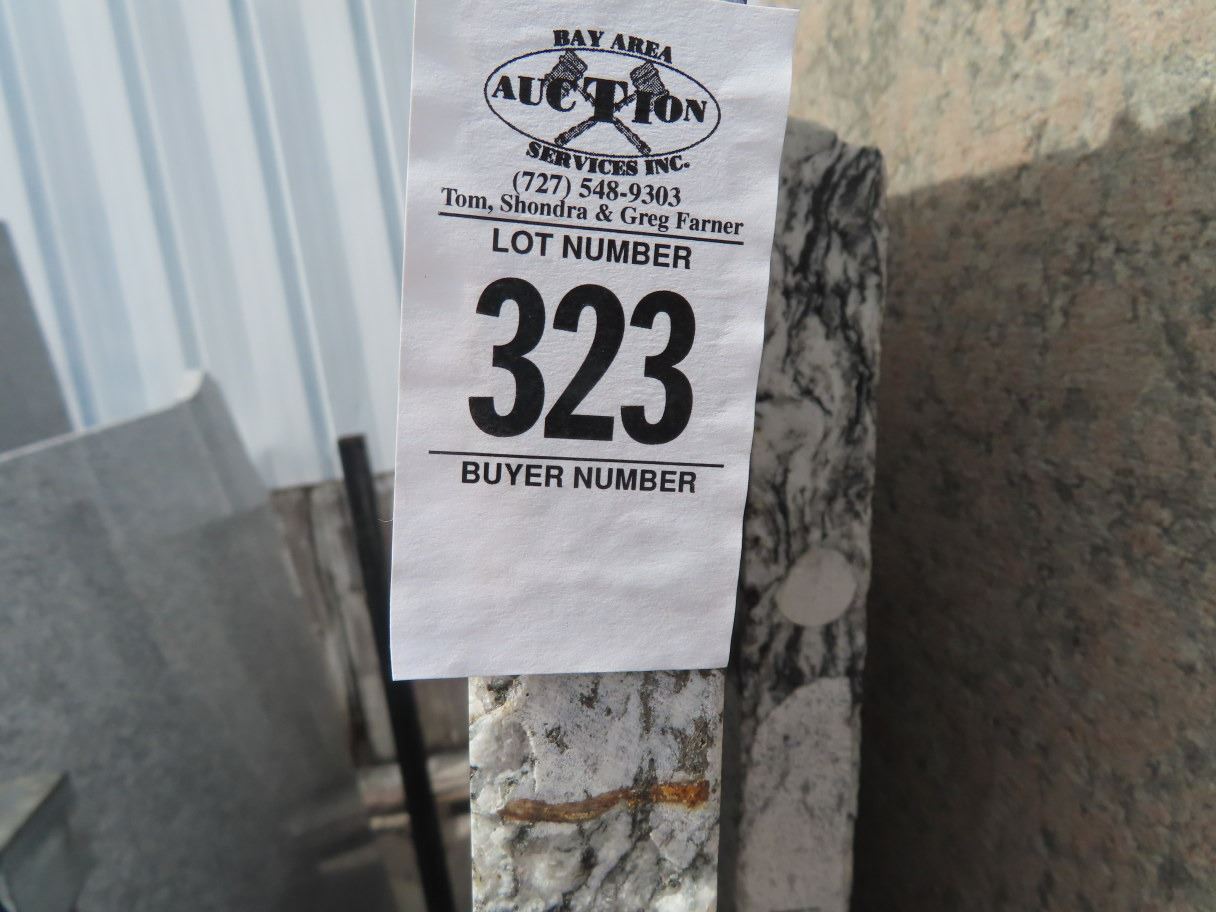 BAY AREA
AUCTION
SERVICES INC.
(727) 548-9303
Tom, Shondra & Greg Farner
LOT NUMBER
323
BUYER NUMBER